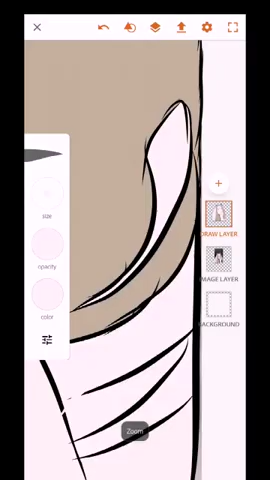 size
opacity
color
DRAW LAYER
IMAGE LAYER
BACKGROUND
Zoom